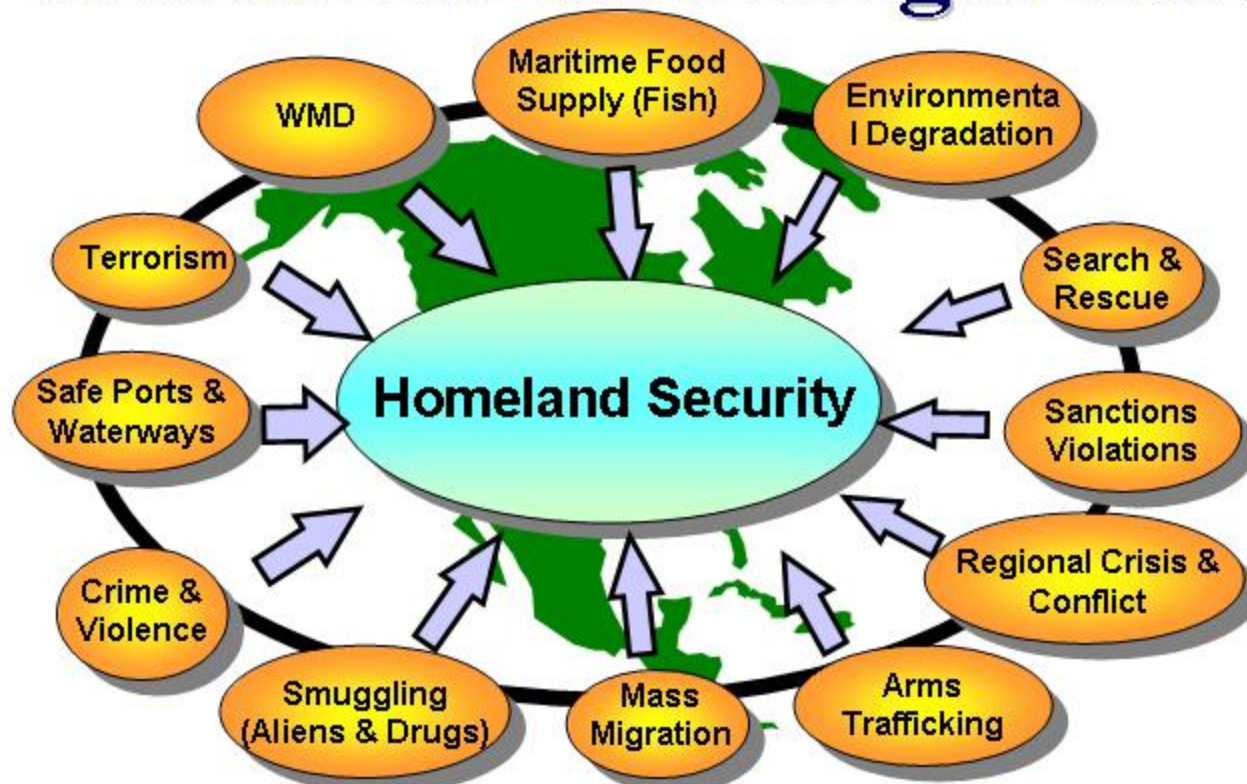 WMD
Maritime Food
Supply (Fish)
Environmenta
l Degradation
Terrorism
Search &
Rescue
Safe Ports &
Waterways
Homeland Security
Sanctions
Violations
Crime &
Violence
Regional Crisis &
Conflict
Smuggling
(Aliens & Drugs)
Mass
Migration
Arms
Trafficking